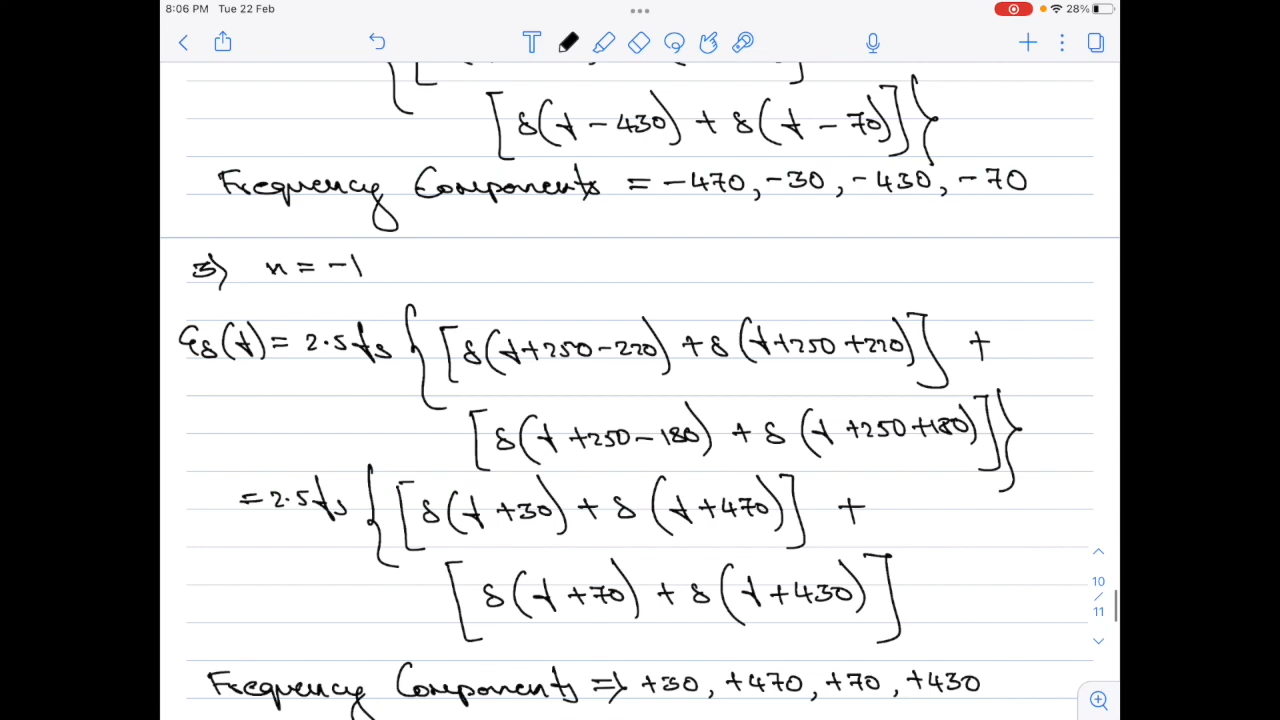 8:06 PM Tue 22 Feb
28%
[δ(f - 430) + δ(f - 70)]}
Frequency Components = -470, -30, -430, -70
3) n = -1
Gδ(f) = 2.5fs {[δ(f+250-220) + δ(f+250+220)] +
[δ(f+250-180) + δ(f+250+180)]}
= 2.5fs {[δ(f+30) + δ(f+470)] +
[δ(f+70) + δ(f+430)]
Frequency Components => +30, +470, +70, +430
10
/
11